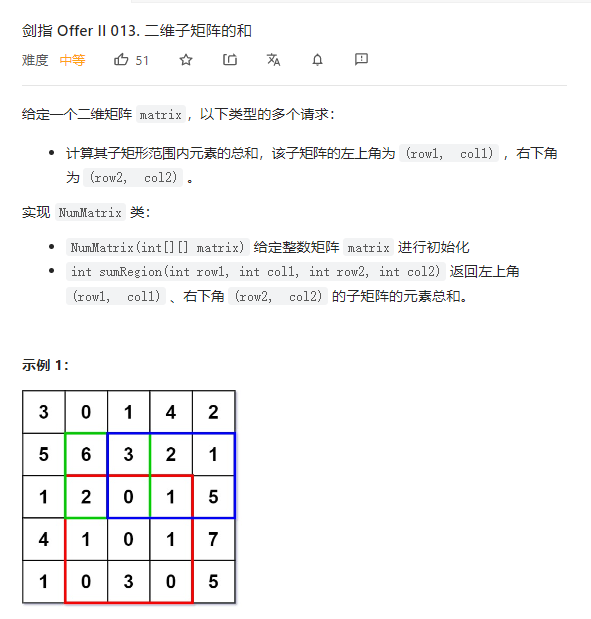 剑指 Offer II 013. 二维子矩阵的和
难度 中等 51
给定一个二维矩阵 matrix，以下类型的多个请求：
计算其子矩形范围内元素的总和，该子矩阵的左上角为 (row1, col1) ，右下角
为 (row2, col2) 。
实现 NumMatrix 类：
NumMatrix(int[][] matrix) 给定整数矩阵 matrix 进行初始化
int sumRegion(int row1, int col1, int row2, int col2) 返回左上角
(row1, col1) 、右下角 (row2, col2) 的子矩阵的元素总和。
示例 1：
3 0 1 4 2
5 6 3 2 1
1 2 0 1 5
4 1 0 1 7
1 0 3 0 5